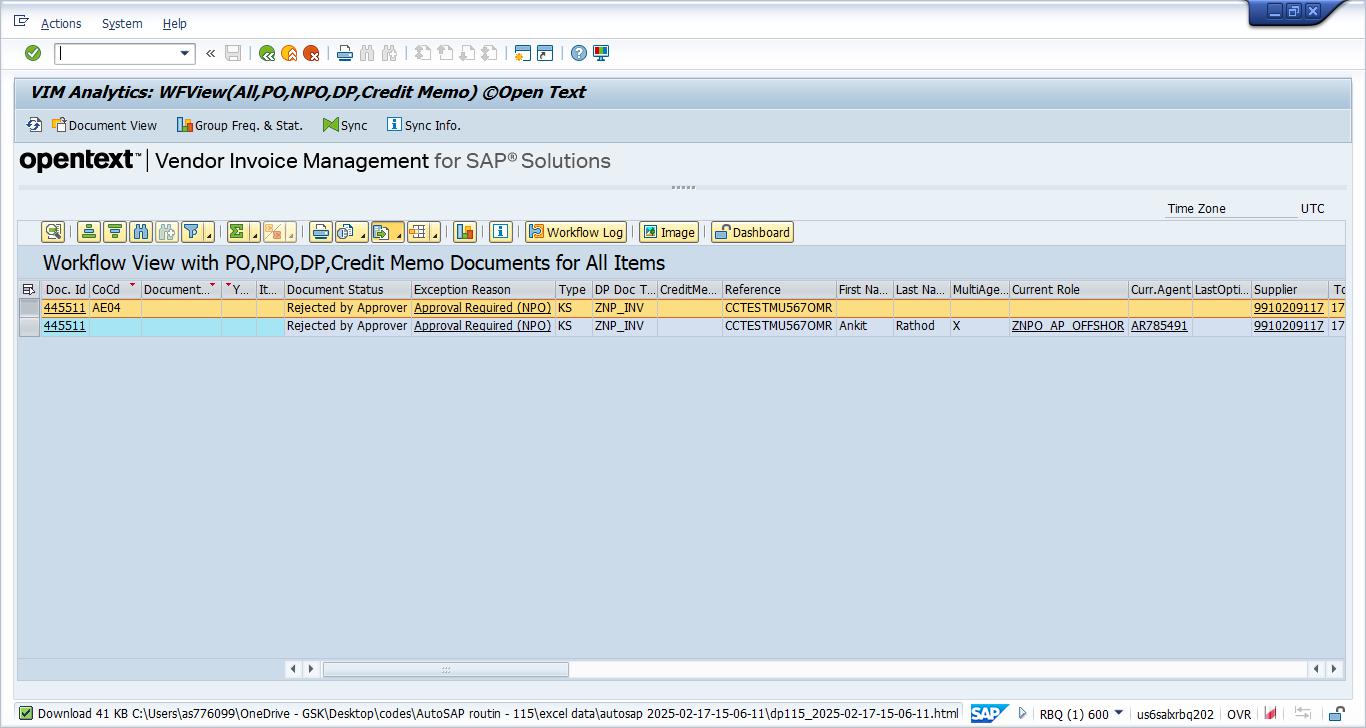 Actions System Help
VIM Analytics: WFView(All,PO,NPO,DP,Credit Memo) ©Open Text
Document View Group Freq. & Stat. Sync Sync Info.
opentext™ | Vendor Invoice Management for SAP® Solutions
Time Zone UTC
Workflow Log Image Dashboard
Workflow View with PO,NPO,DP,Credit Memo Documents for All Items
Doc. Id CoCd Document... Y... It... Document Status Exception Reason Type DP Doc T... CreditMe... Reference First Na... Last Na... MultiAge... Current Role Curr.Agent LastOpti... Supplier To
445511 AE04 Rejected by Approver Approval Required (NPO) KS ZNP_INV CCTESTMU567OMR 9910209117 17
445511 Rejected by Approver Approval Required (NPO) KS ZNP_INV CCTESTMU567OMR Ankit Rathod X ZNPO_AP_OFFSHOR AR785491 9910209117 17
Download 41 KB C:\Users\as776099\OneDrive - GSK\Desktop\codes\AutoSAP routin - 115\excel data\autosap 2025-02-17-15-06-11\dp115_2025-02-17-15-06-11.html SAP RBQ (1) 600 us6salxrbq202 OVR